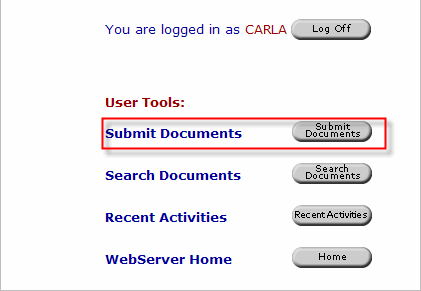 You are logged in as CARLA Log Off
User Tools:
Submit Documents Submit Documents
Search Documents Search Documents
Recent Activities Recent Activities
WebServer Home Home